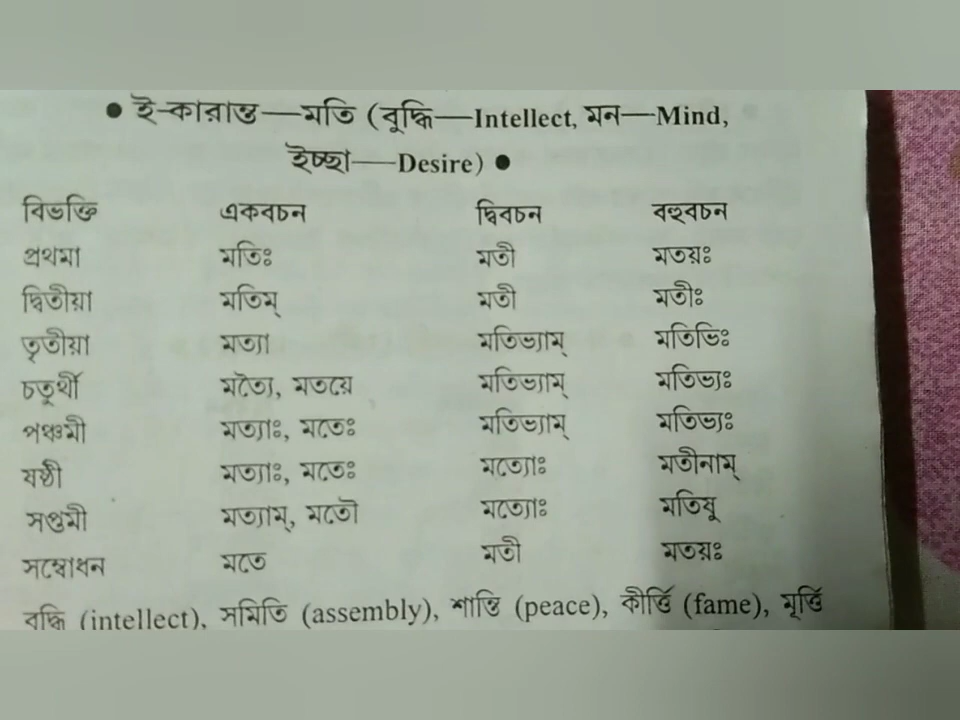 ● ই-কারান্ত—মতি (বুদ্ধি—Intellect, মন—Mind,
ইচ্ছা—Desire) ●
বিভক্তি একবচন দ্বিবচন বহুবচন
প্রথমা মতিঃ মতী মতয়ঃ
দ্বিতীয়া মতিম্ মতী মতীঃ
তৃতীয়া মত্যা মতিভ্যাম্ মতিভিঃ
চতুর্থী মত্যৈ, মতয়ে মতিভ্যাম্ মতিভ্যঃ
পঞ্চমী মত্যাঃ, মতেঃ মতিভ্যাম্ মতিভ্যঃ
ষষ্ঠী মত্যাঃ, মতেঃ মত্যোঃ মতীনাম্
সপ্তমী মত্যাম্, মতৌ মত্যোঃ মতিষু
সম্বোধন মতে মতী মতয়ঃ
বুদ্ধি (intellect), সমিতি (assembly), শান্তি (peace), কীর্ত্তি (fame), মূর্ত্তি